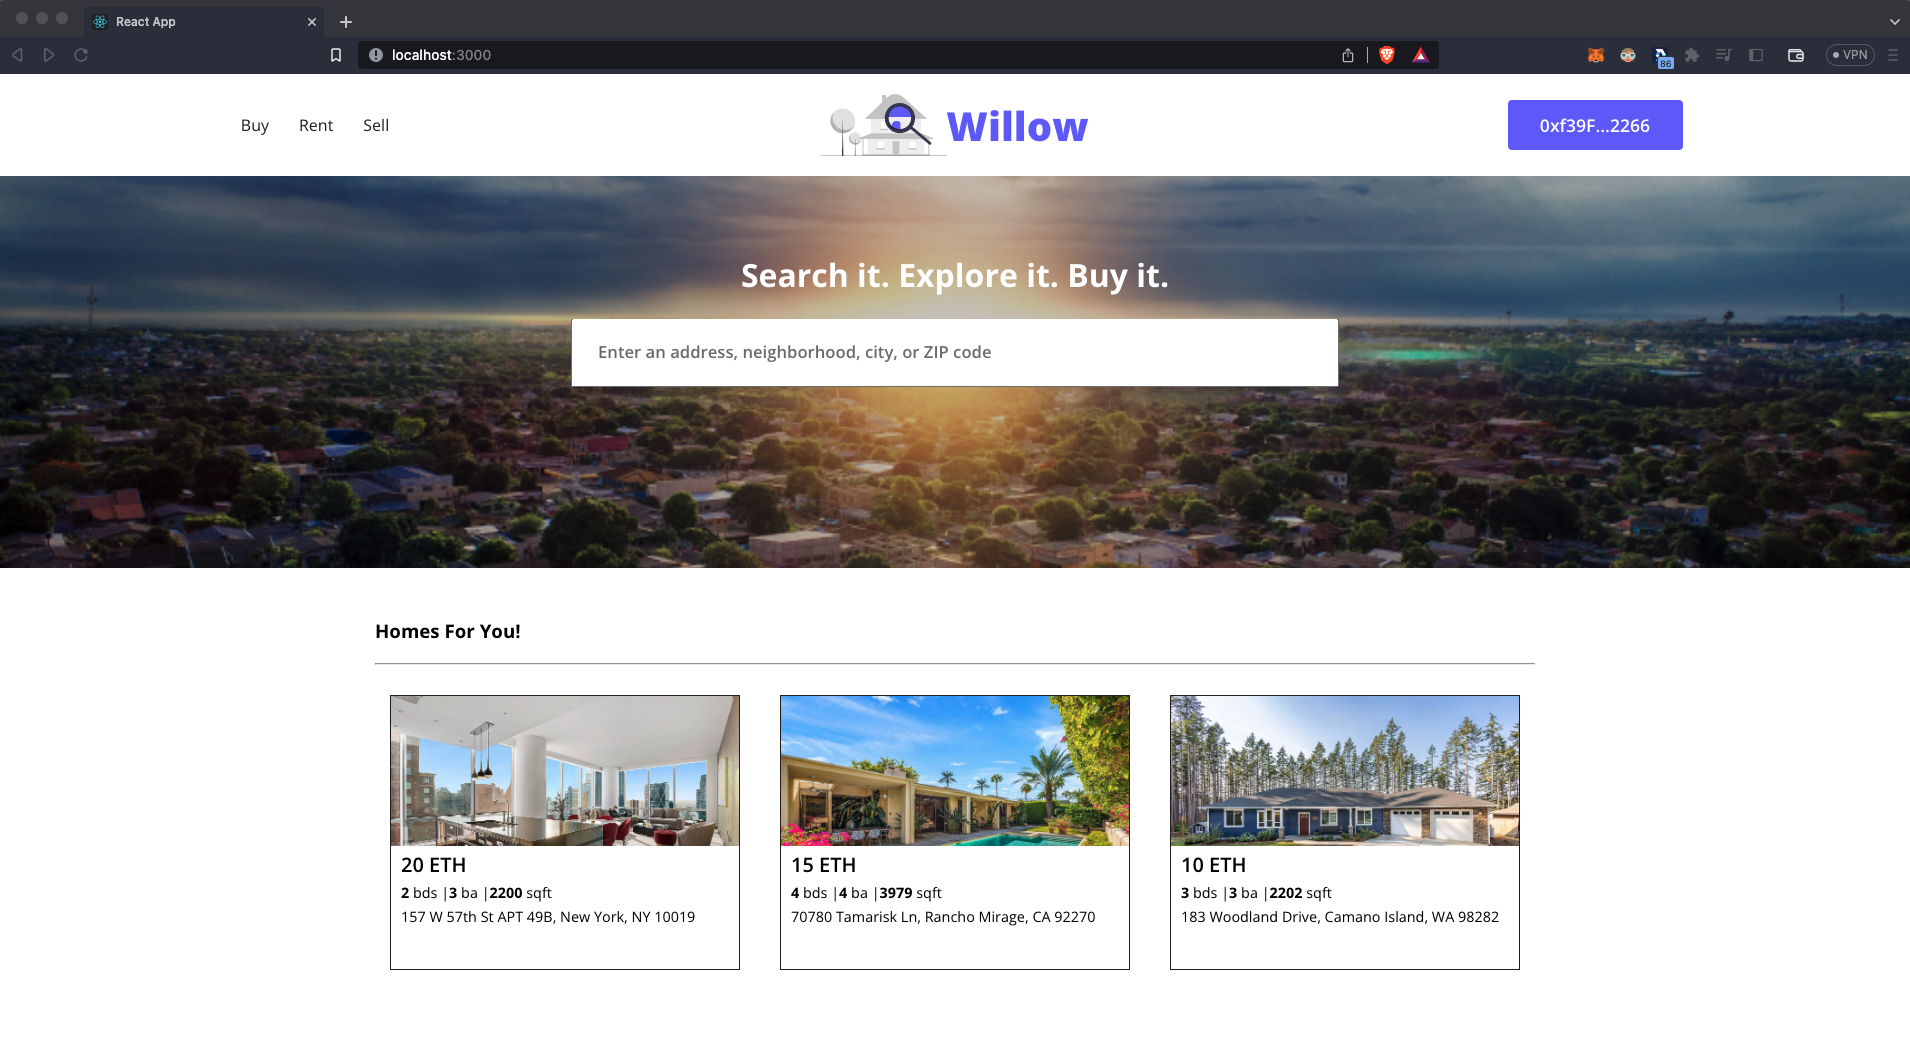 React App
localhost:3000
86
VPN
Buy Rent Sell
Willow
0xf39F...2266
Search it. Explore it. Buy it.
Enter an address, neighborhood, city, or ZIP code
Homes For You!
20 ETH
2 bds |3 ba |2200 sqft
157 W 57th St APT 49B, New York, NY 10019
15 ETH
4 bds |4 ba |3979 sqft
70780 Tamarisk Ln, Rancho Mirage, CA 92270
10 ETH
3 bds |3 ba |2202 sqft
183 Woodland Drive, Camano Island, WA 98282